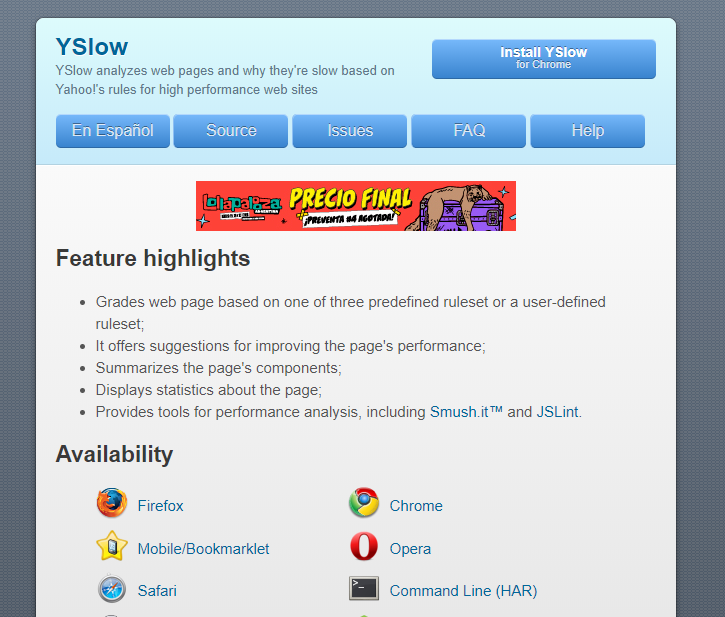 YSlow
YSlow analyzes web pages and why they're slow based on
Yahoo!'s rules for high performance web sites
Install YSlow
for Chrome
En Español
Source
Issues
FAQ
Help
lollapalooza
ARGENTINA
PRECIO FINAL
¡PREVENTA #4 AGOTADA!
Feature highlights
Grades web page based on one of three predefined ruleset or a user-defined
ruleset;
It offers suggestions for improving the page's performance;
Summarizes the page's components;
Displays statistics about the page;
Provides tools for performance analysis, including Smush.it™ and JSLint.
Availability
Firefox
Chrome
Mobile/Bookmarklet
Opera
Safari
Command Line (HAR)